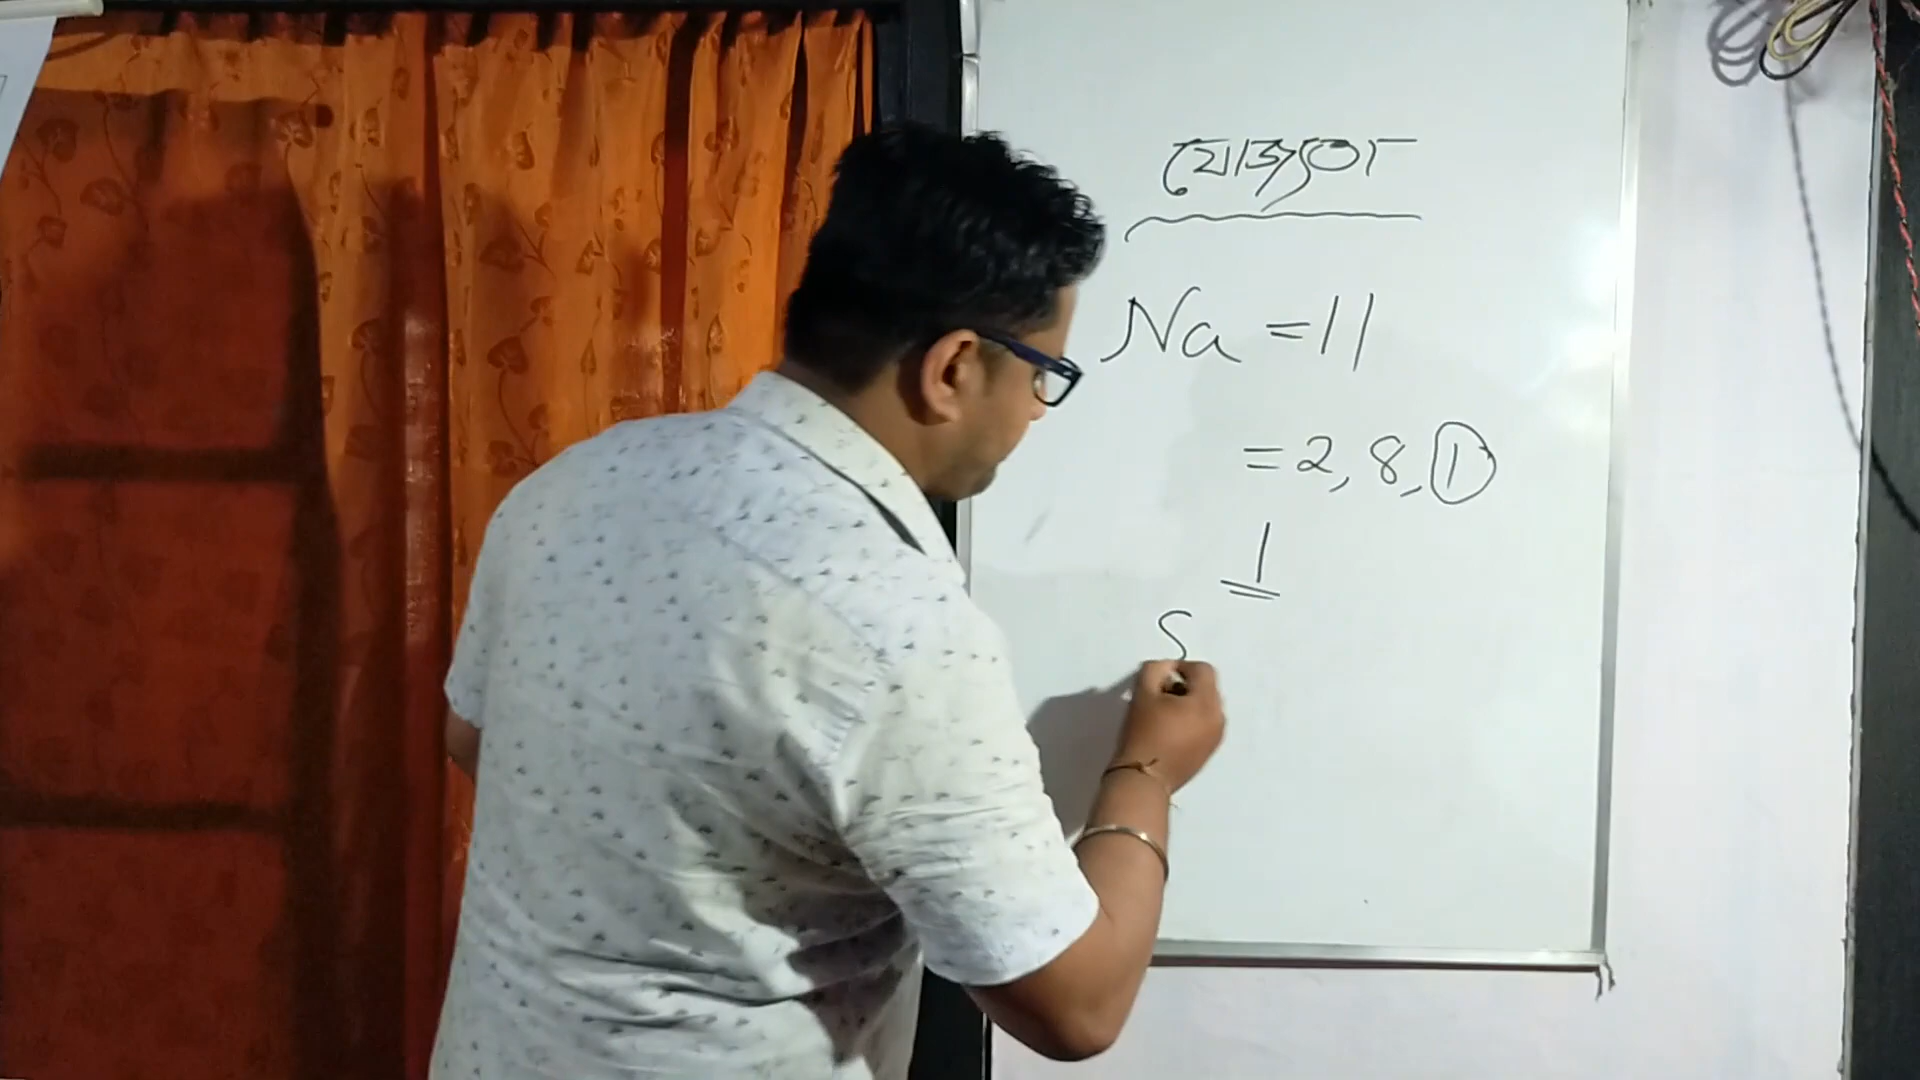 যোজ্যতা
Na = 11
= 2, 8, 1
1
S